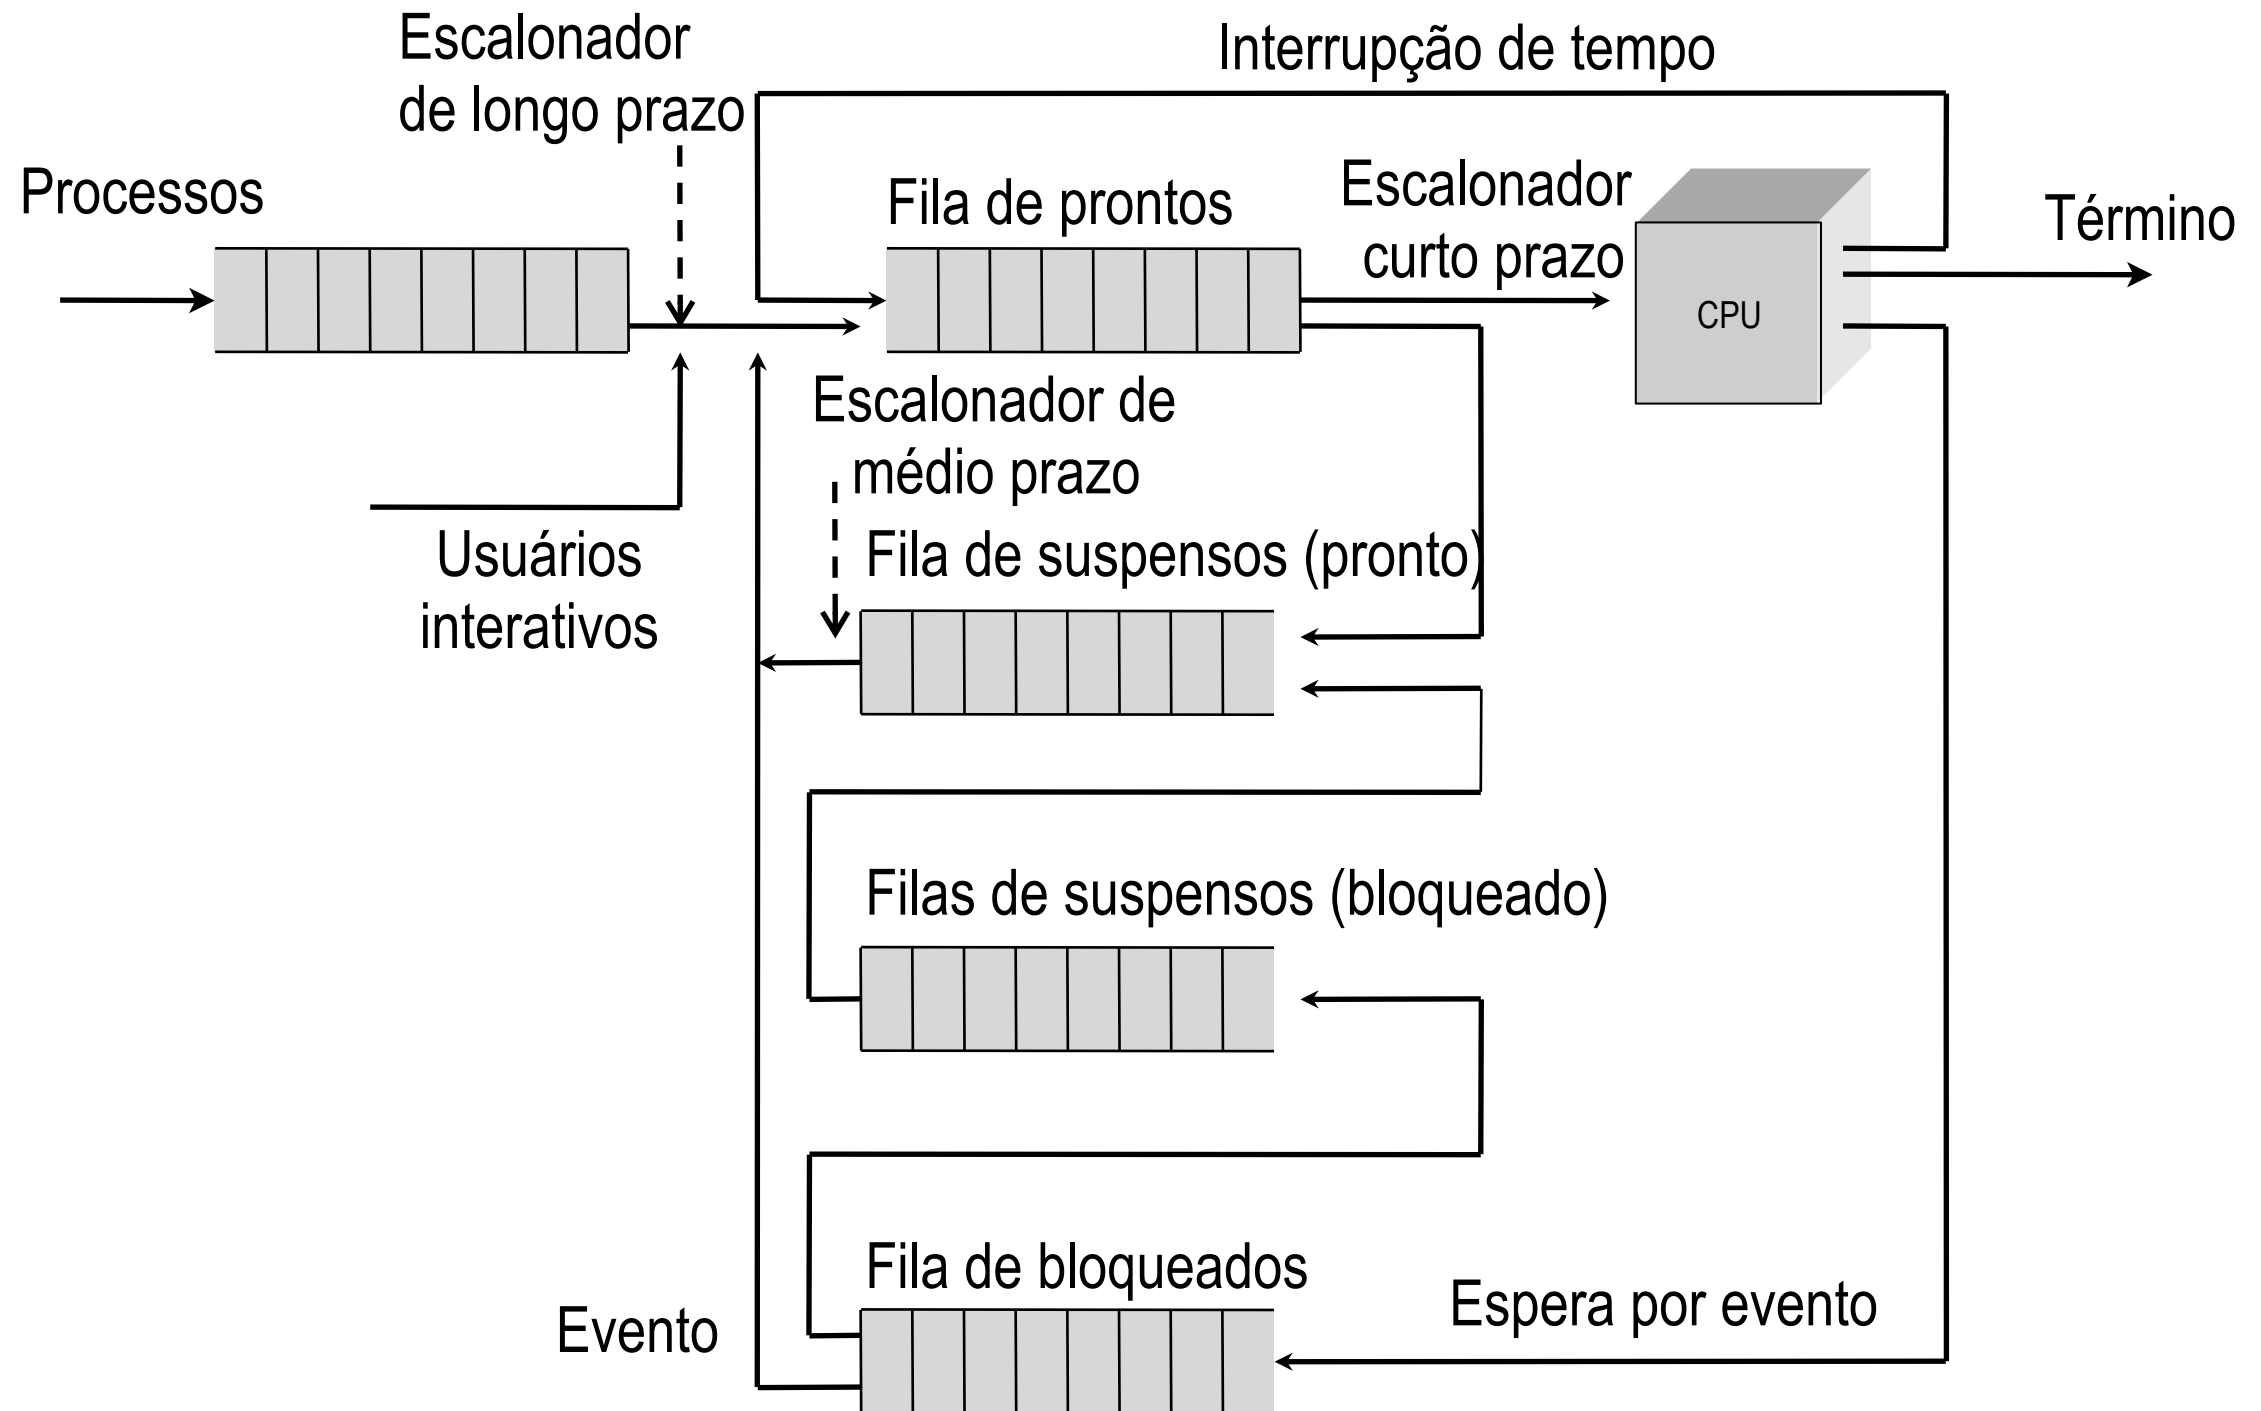 Escalonador
de longo prazo
Interrupção de tempo
Processos
Fila de prontos
Escalonador
curto prazo
Término
CPU
Escalonador de
médio prazo
Usuários
interativos
Fila de suspensos (pronto)
Filas de suspensos (bloqueado)
Fila de bloqueados
Evento
Espera por evento